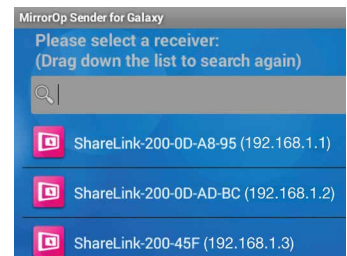 MirrorOp Sender for Galaxy
Please select a receiver:
(Drag down the list to search again)
ShareLink-200-0D-A8-95 (192.168.1.1)
ShareLink-200-0D-AD-BC (192.168.1.2)
ShareLink-200-45F (192.168.1.3)